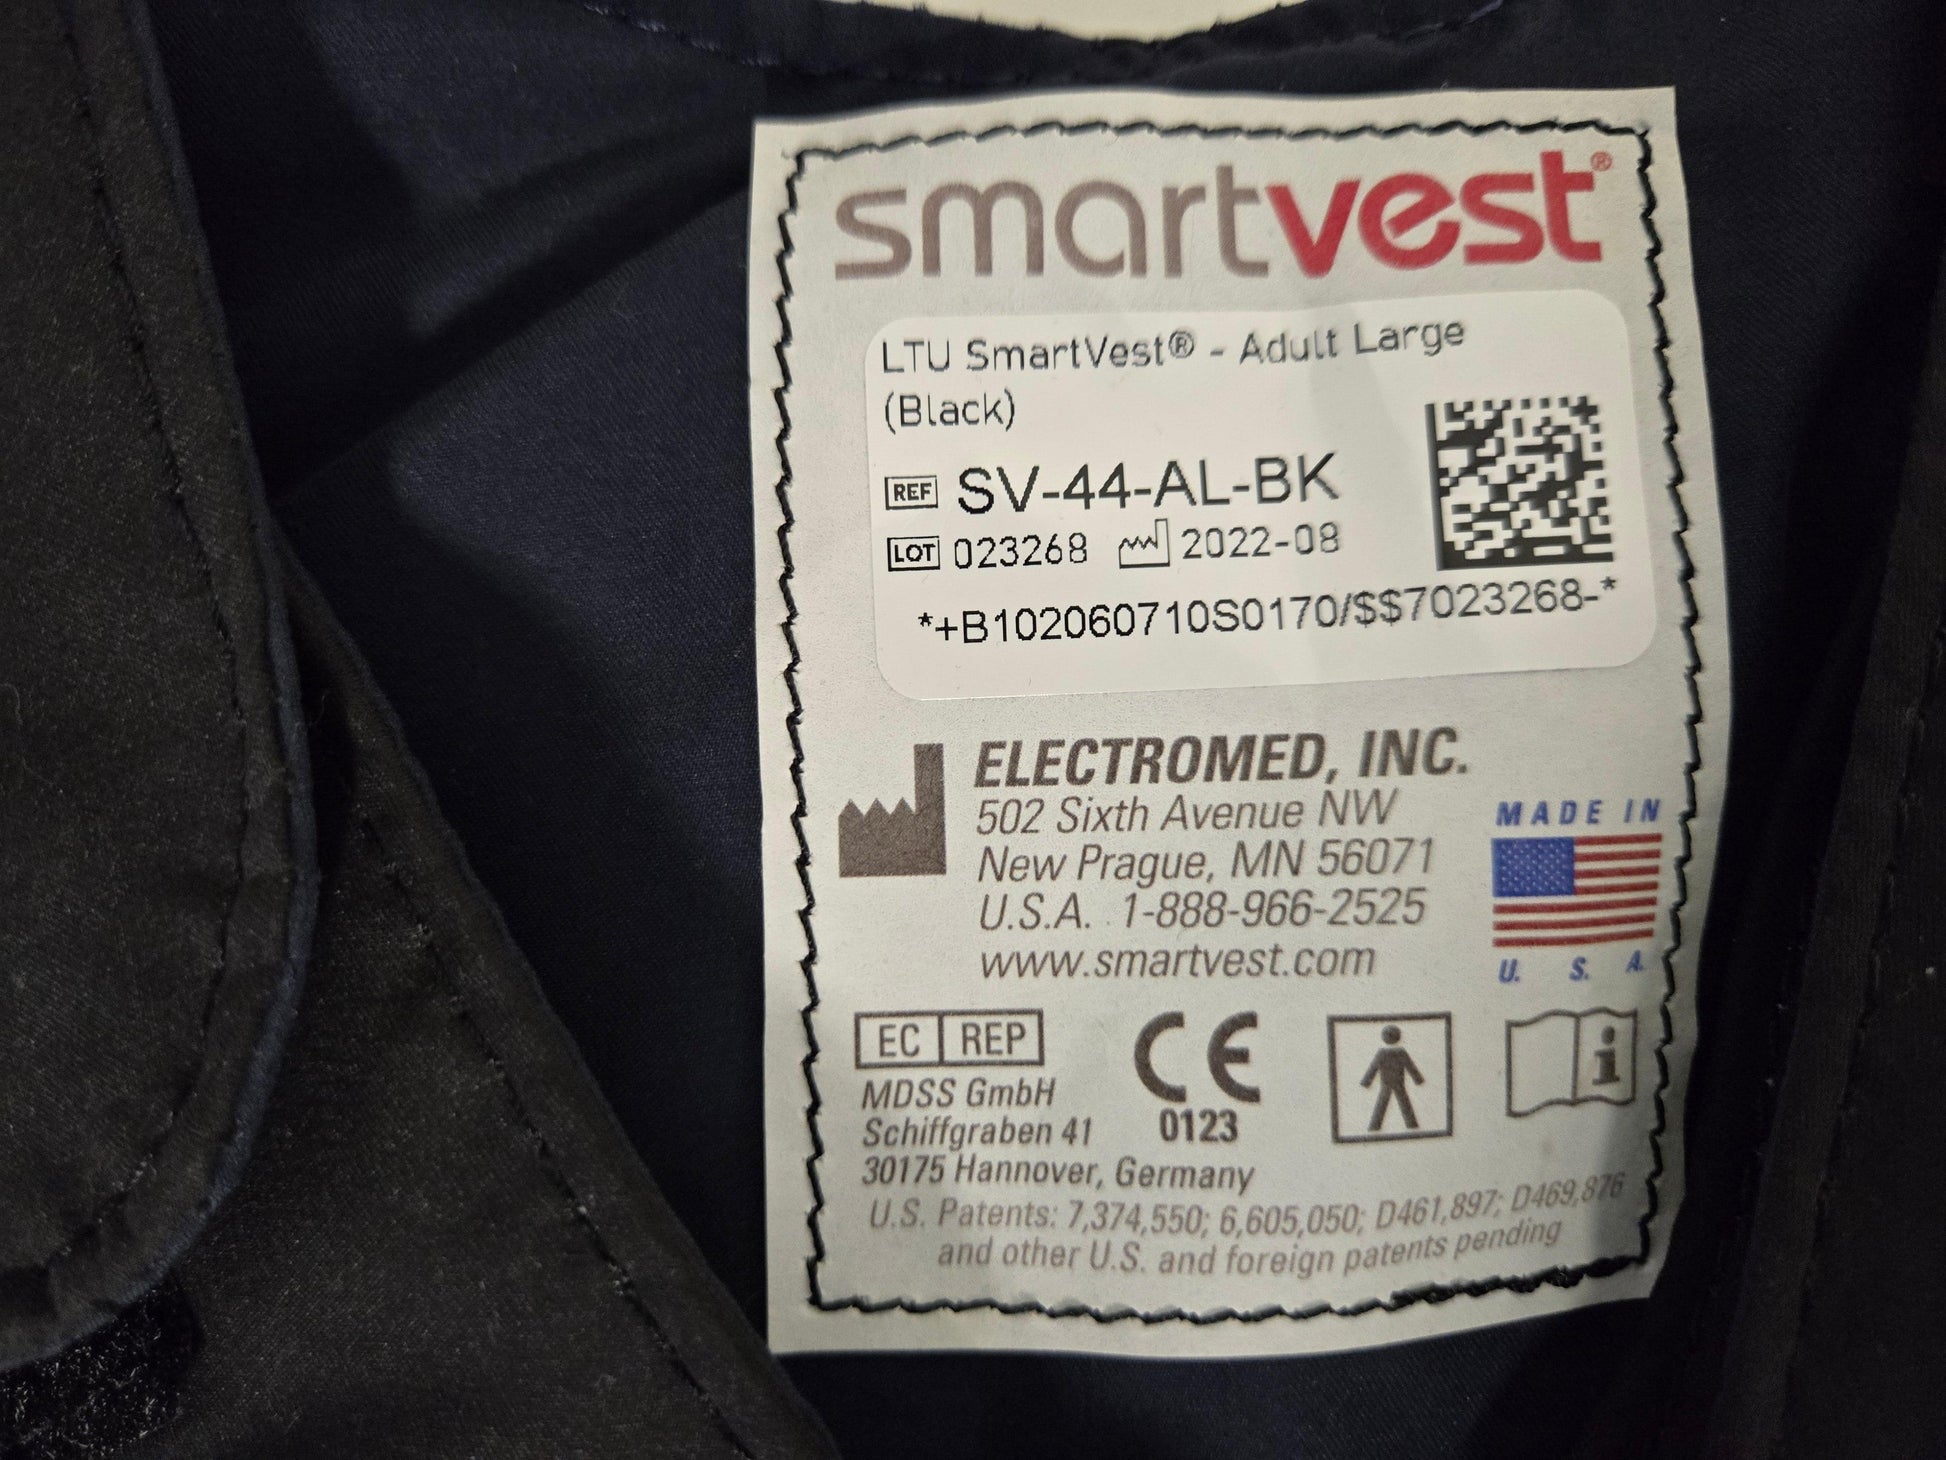 smartvest®
LTU SmartVest® - Adult Large
(Black)
REF SV-44-AL-BK
LOT 023268 2022-08
*+B102060710S0170/$$7023268-*
ELECTROMED, INC.
502 Sixth Avenue NW
New Prague, MN 56071
U.S.A. 1-888-966-2525
www.smartvest.com
MADE IN
U. S. A.
EC REP
MDSS GmbH
Schiffgraben 41
30175 Hannover, Germany
CE
0123
i
U.S. Patents: 7,374,550; 6,605,050; D461,897; D469,876
and other U.S. and foreign patents pending